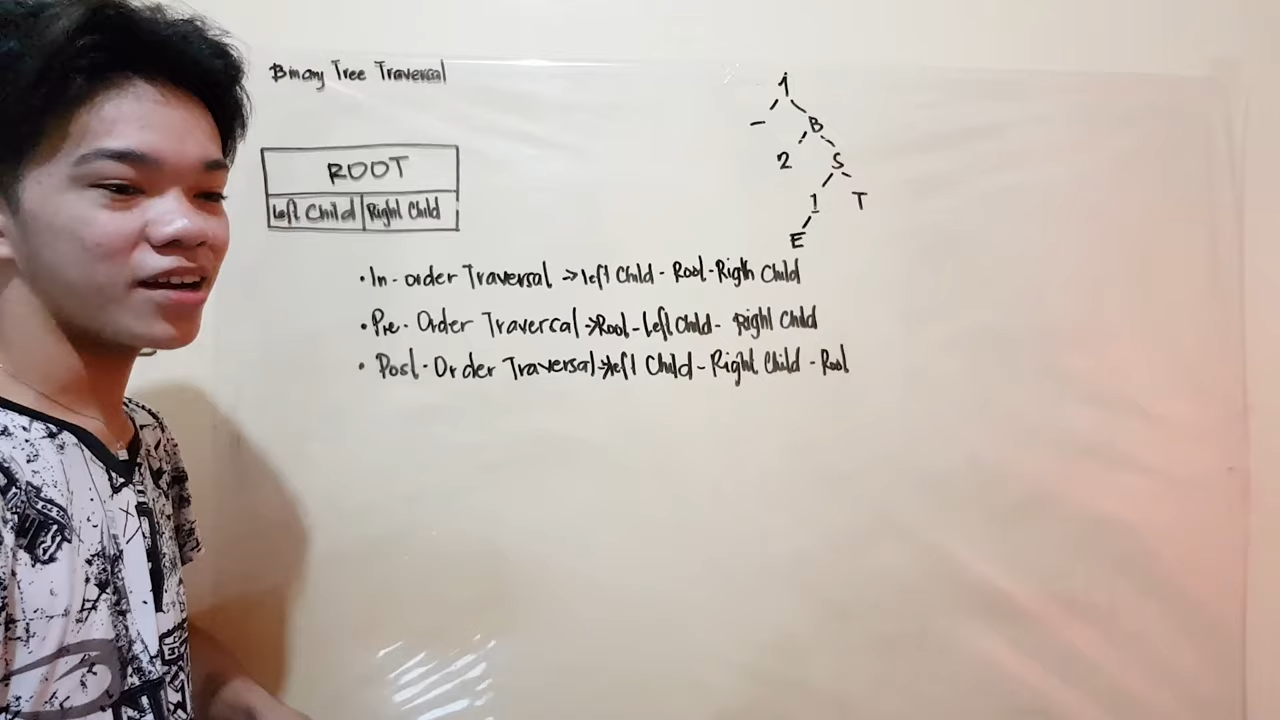 Binary Tree Traversal
ROOT
Left Child Right Child
1
- B
2 S
1 T
E
• In-order Traversal → left Child - Root - Rigth Child
• Pre-Order Traversal → Root - Left Child - Right Child
• Post-Order Traversal → left Child - Right Child - Root